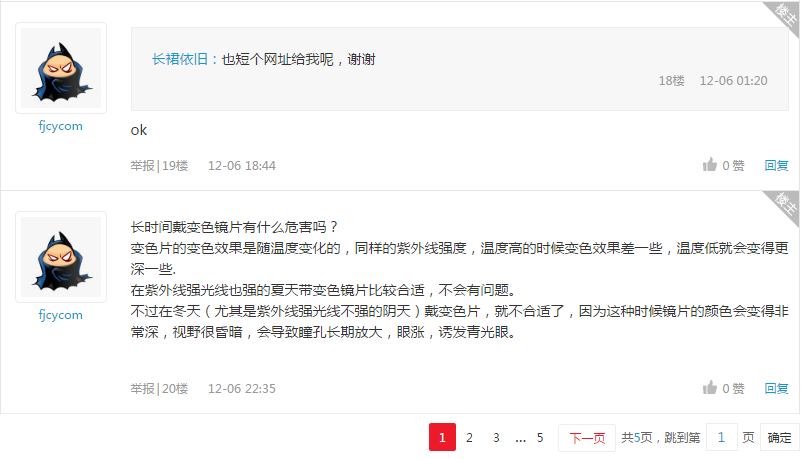 楼主
长裙依旧：也短个网址给我呢，谢谢
18楼 12-06 01:20
fjcycom
ok
举报|19楼 12-06 18:44 0 赞 回复
楼主
长时间戴变色镜片有什么危害吗？
变色片的变色效果是随温度变化的，同样的紫外线强度，温度高的时候变色效果差一些，温度低就会变得更
深一些.
在紫外线强光线也强的夏天带变色镜片比较合适，不会有问题。
不过在冬天（尤其是紫外线强光线不强的阴天）戴变色片，就不合适了，因为这种时候镜片的颜色会变得非
常深，视野很昏暗，会导致瞳孔长期放大，眼涨，诱发青光眼。
fjcycom
举报|20楼 12-06 22:35 0 赞 回复
1 2 3 ... 5 下一页 共5页，跳到第 1 页 确定